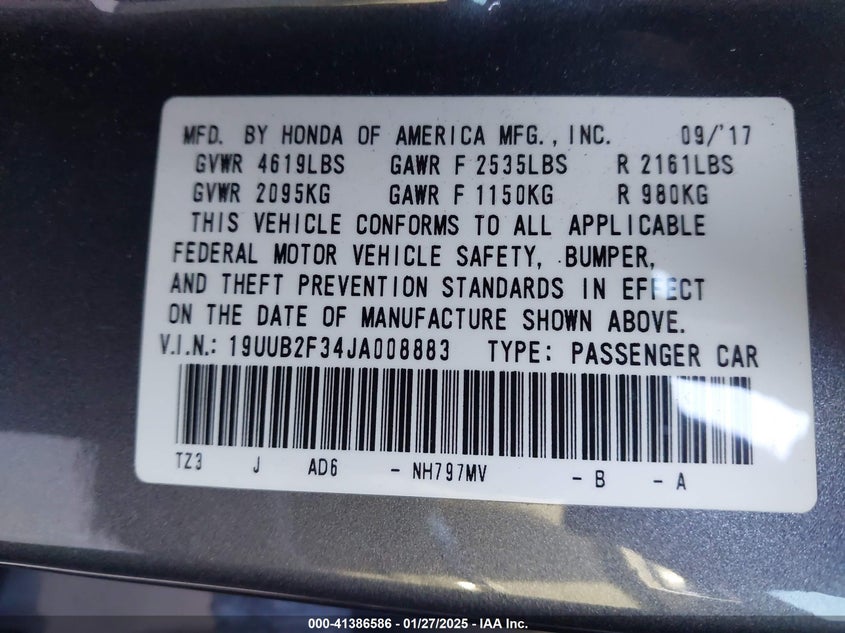 MFD. BY HONDA OF AMERICA MFG., INC. 09/'17
GVWR 4619LBS GAWR F 2535LBS R 2161LBS
GVWR 2095KG GAWR F 1150KG R 980KG
THIS VEHICLE CONFORMS TO ALL APPLICABLE
FEDERAL MOTOR VEHICLE SAFETY, BUMPER,
AND THEFT PREVENTION STANDARDS IN EFFECT
ON THE DATE OF MANUFACTURE SHOWN ABOVE.
V.I.N.: 19UUB2F34JA008883 TYPE: PASSENGER CAR
TZ3 J AD6 - NH797MV - B - A
000-41386586 - 01/27/2025 - IAA Inc.